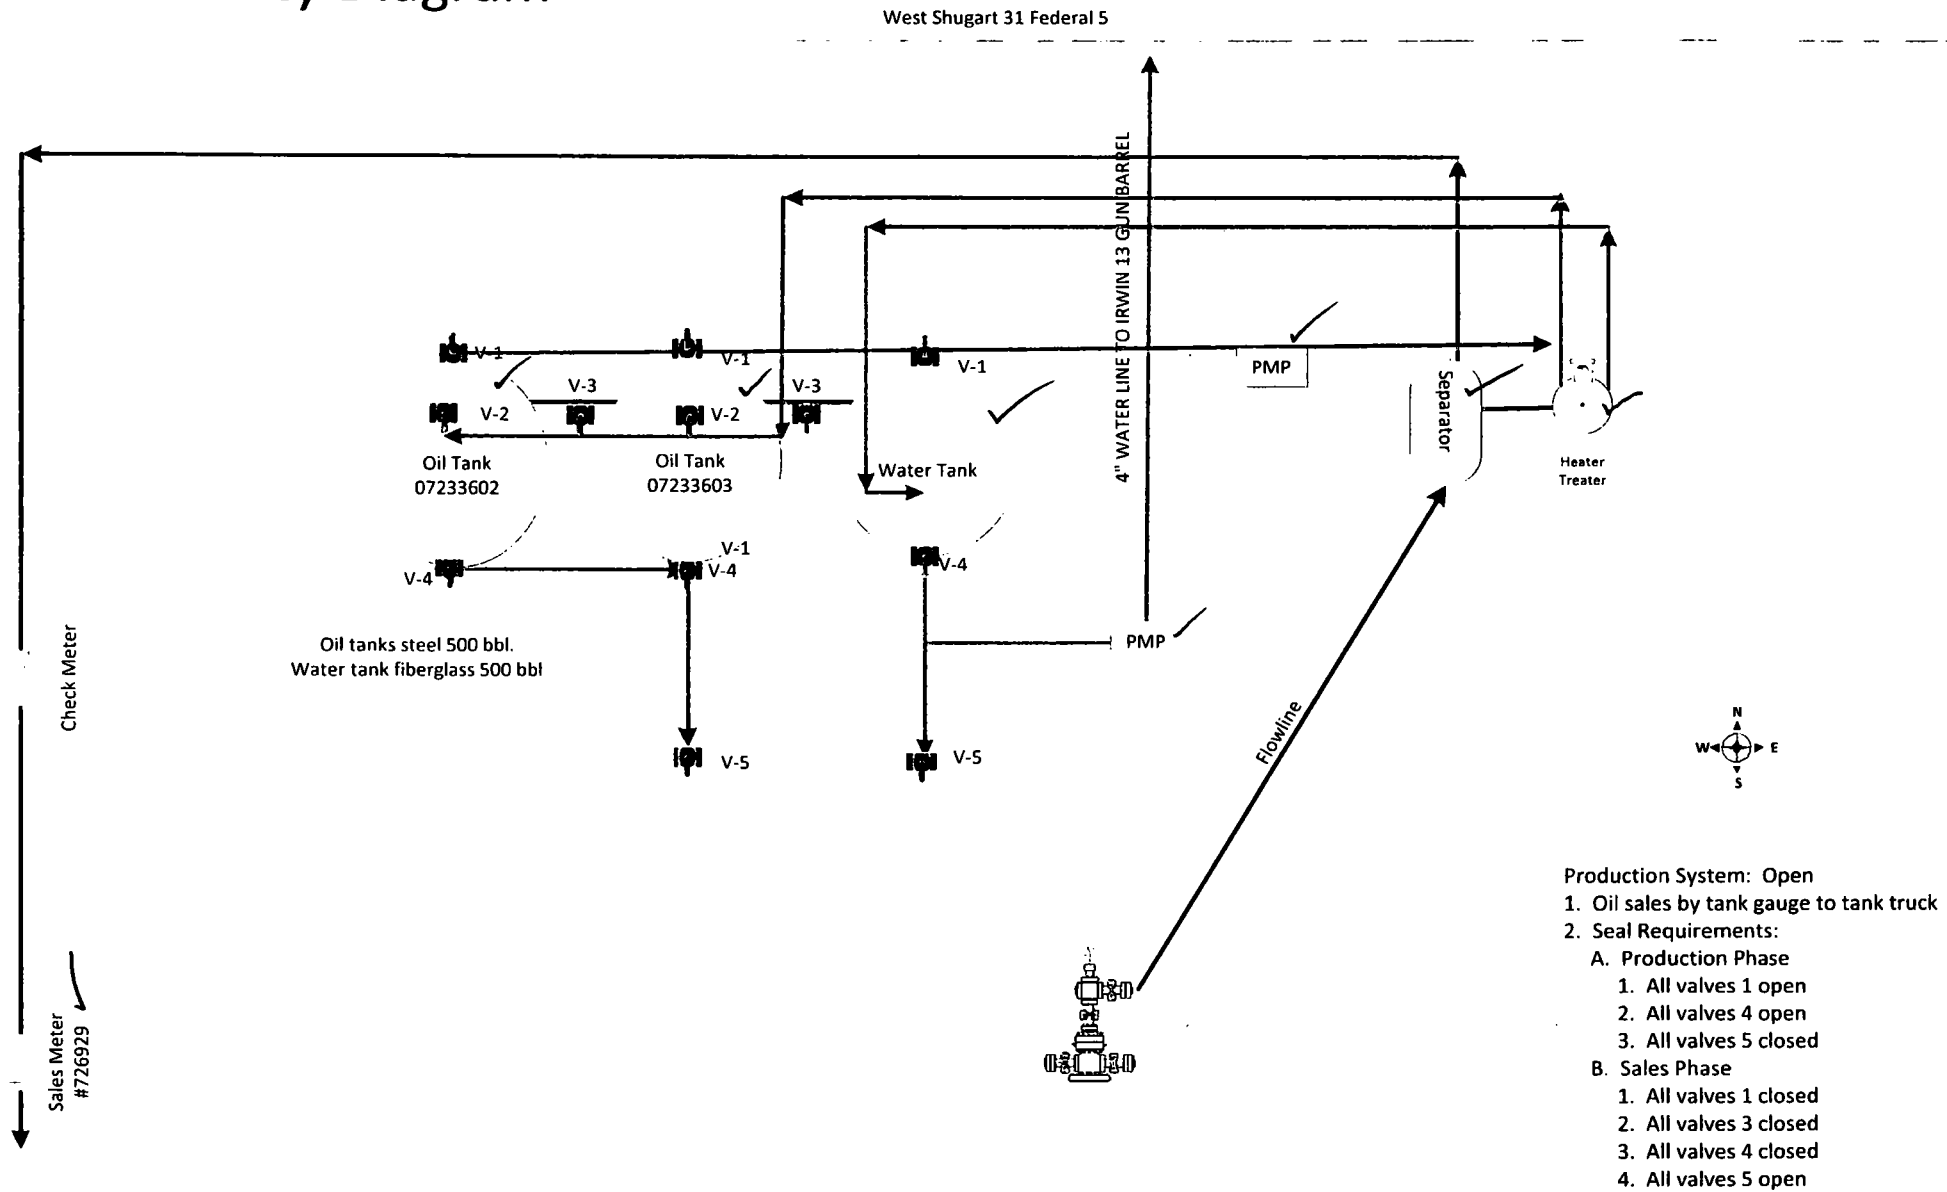 West Shugart 31 Federal 5
4" WATER LINE TO IRWIN 13 GUN BARREL
V-1
V-1
V-1
PMP
V-3
V-3
V-2
V-2
Separator
Oil Tank
07233602
Oil Tank
07233603
Water Tank
Heater
Treater
V-1
V-4
V-4
V-4
Oil tanks steel 500 bbl.
Water tank fiberglass 500 bbl
PMP
Check Meter
Flowline
V-5
V-5
N
W
E
S
Sales Meter
#726929
Production System: Open
1. Oil sales by tank gauge to tank truck
2. Seal Requirements:
A. Production Phase
1. All valves 1 open
2. All valves 4 open
3. All valves 5 closed
B. Sales Phase
1. All valves 1 closed
2. All valves 3 closed
3. All valves 4 closed
4. All valves 5 open